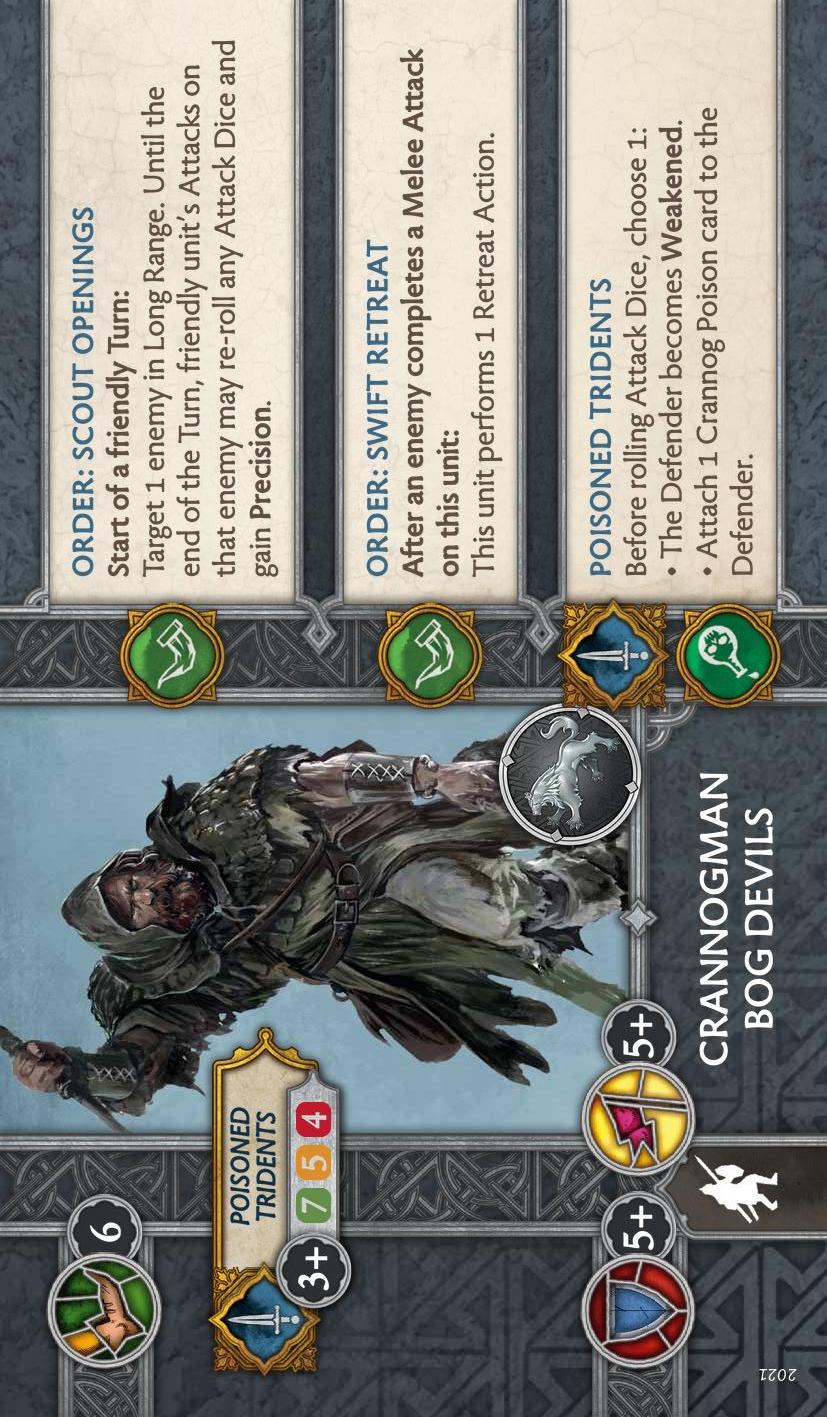 6
POISONED
TRIDENTS
3+
7 5 4
5+
5+
CRANNOGMAN
BOG DEVILS
2021
ORDER: SCOUT OPENINGS
Start of a friendly Turn:
Target 1 enemy in Long Range. Until the
end of the Turn, friendly unit's Attacks on
that enemy may re-roll any Attack Dice and
gain Precision.
ORDER: SWIFT RETREAT
After an enemy completes a Melee Attack
on this unit:
This unit performs 1 Retreat Action.
POISONED TRIDENTS
Before rolling Attack Dice, choose 1:
• The Defender becomes Weakened.
• Attach 1 Crannog Poison card to the
Defender.